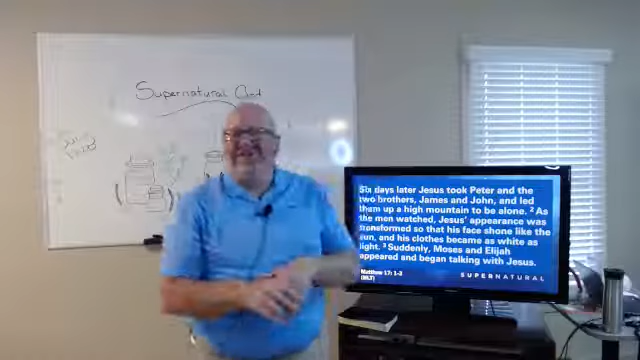 Supernatural
Six days later Jesus took Peter and the
two brothers, James and John, and led
them up a high mountain to be alone. 2 As
the men watched, Jesus' appearance was
transformed so that his face shone like the
sun, and his clothes became as white as
light. 3 Suddenly, Moses and Elijah
appeared and began talking with Jesus.
Matthew 17: 1-3
(NLT)
SUPERNATURAL